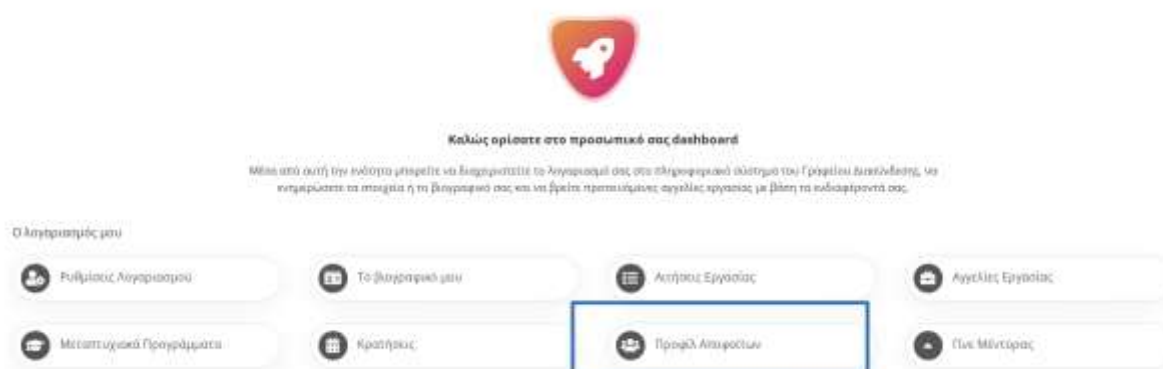 Καλώς ορίσατε στο προσωπικό σας dashboard
Μέσα από αυτή την ενότητα μπορείτε να διαχειριστείτε το λογαριασμό σας στο πληροφοριακό σύστημα του Γραφείου Διασύνδεσης, να
ενημερώσετε τα στοιχεία ή το βιογραφικό σας και να βρείτε προτεινόμενες αγγελίες εργασίας με βάση τα ενδιαφέροντά σας.
Ο λογαριασμός μου
Ρυθμίσεις Λογαριασμού
Το βιογραφικό μου
Αιτήσεις Εργασίας
Αγγελίες Εργασίας
Μεταπτυχιακά Προγράμματα
Κρατήσεις
Προφίλ Αποφοίτων
Γίνε Μέντορας